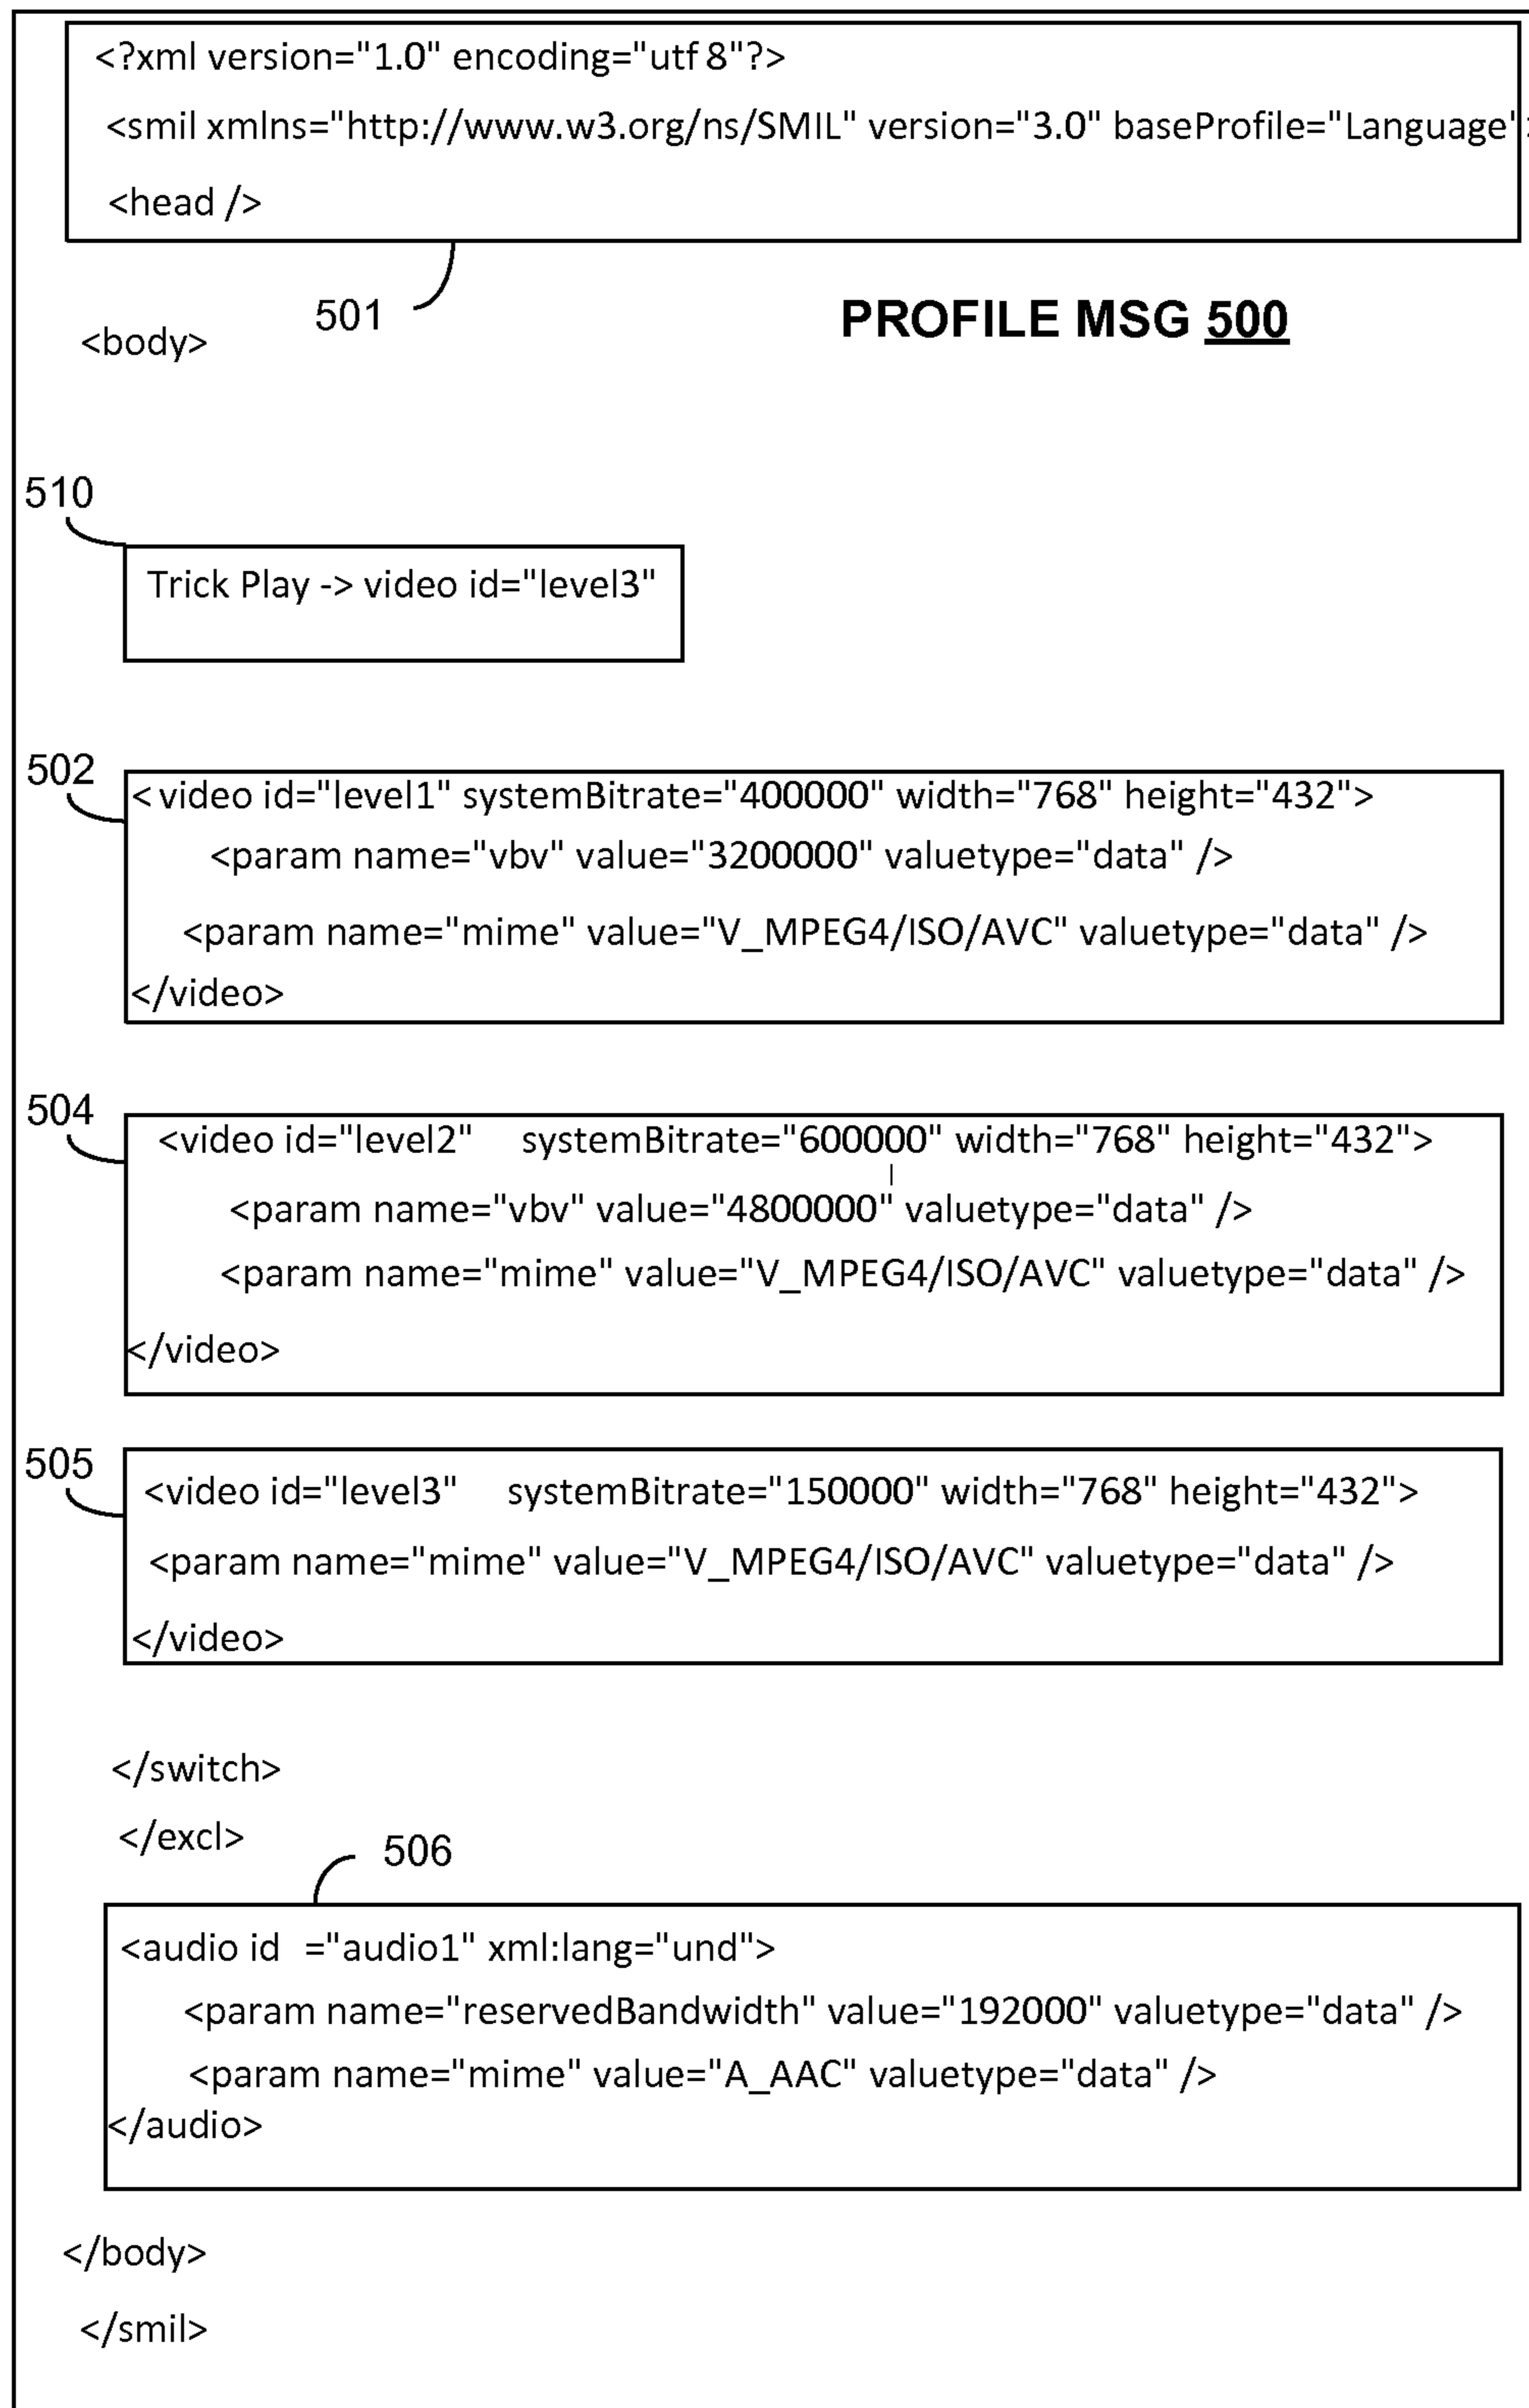 <?xml version="1.0" encoding="utf 8"?>
<smil xmlns="http://www.w3.org/ns/SMIL" version="3.0" baseProfile="Language">
<head />
501
PROFILE MSG 500
<body>
510
Trick Play -> video id="level3"
502
< video id="level1" systemBitrate="400000" width="768" height="432">
<param name="vbv" value="3200000" valuetype="data" />
<param name="mime" value="V_MPEG4/ISO/AVC" valuetype="data" />
</video>
504
<video id="level2" systemBitrate="600000" width="768" height="432">
<param name="vbv" value="4800000" valuetype="data" />
<param name="mime" value="V_MPEG4/ISO/AVC" valuetype="data" />
</video>
505
<video id="level3" systemBitrate="150000" width="768" height="432">
<param name="mime" value="V_MPEG4/ISO/AVC" valuetype="data" />
</video>
</switch>
</excl>
506
<audio id ="audio1" xml:lang="und">
<param name="reservedBandwidth" value="192000" valuetype="data" />
<param name="mime" value="A_AAC" valuetype="data" />
</audio>
</body>
</smil>